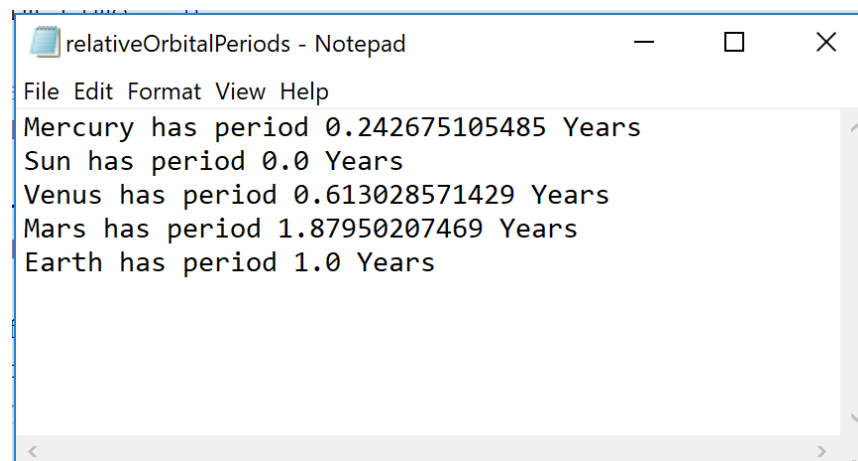 relativeOrbitalPeriods - Notepad
File Edit Format View Help
Mercury has period 0.242675105485 Years
Sun has period 0.0 Years
Venus has period 0.613028571429 Years
Mars has period 1.87950207469 Years
Earth has period 1.0 Years